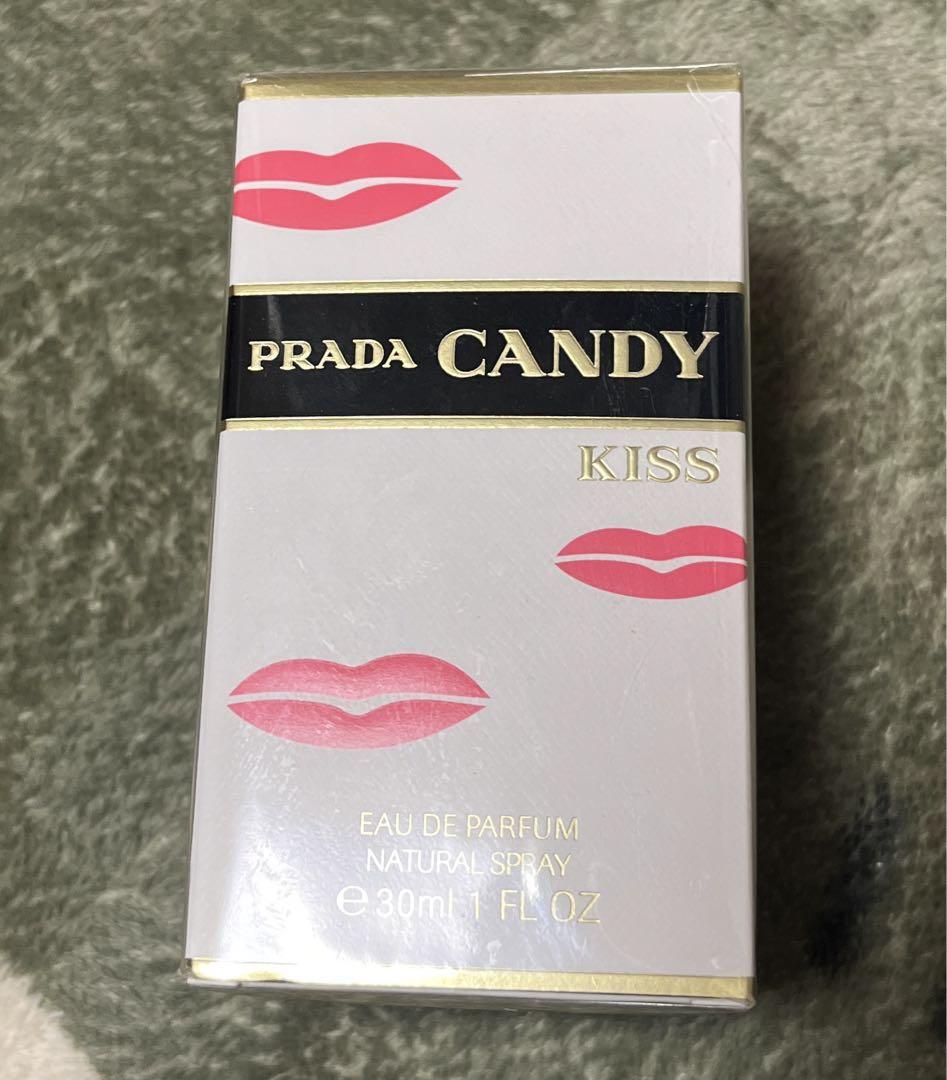 PRADA CANDY
KISS
EAU DE PARFUM
NATURAL SPRAY
℮ 30ml 1 FL OZ